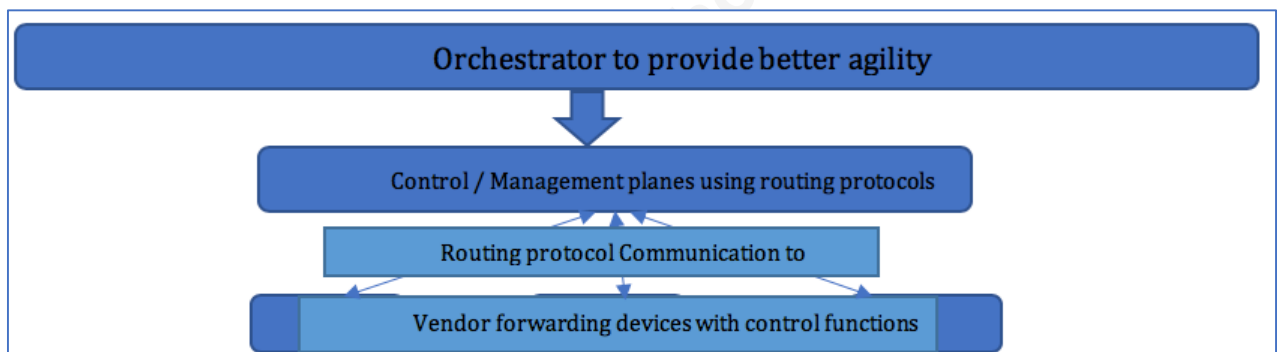 Orchestrator to provide better agility
Control / Management planes using routing protocols
Routing protocol Communication to
Vendor forwarding devices with control functions